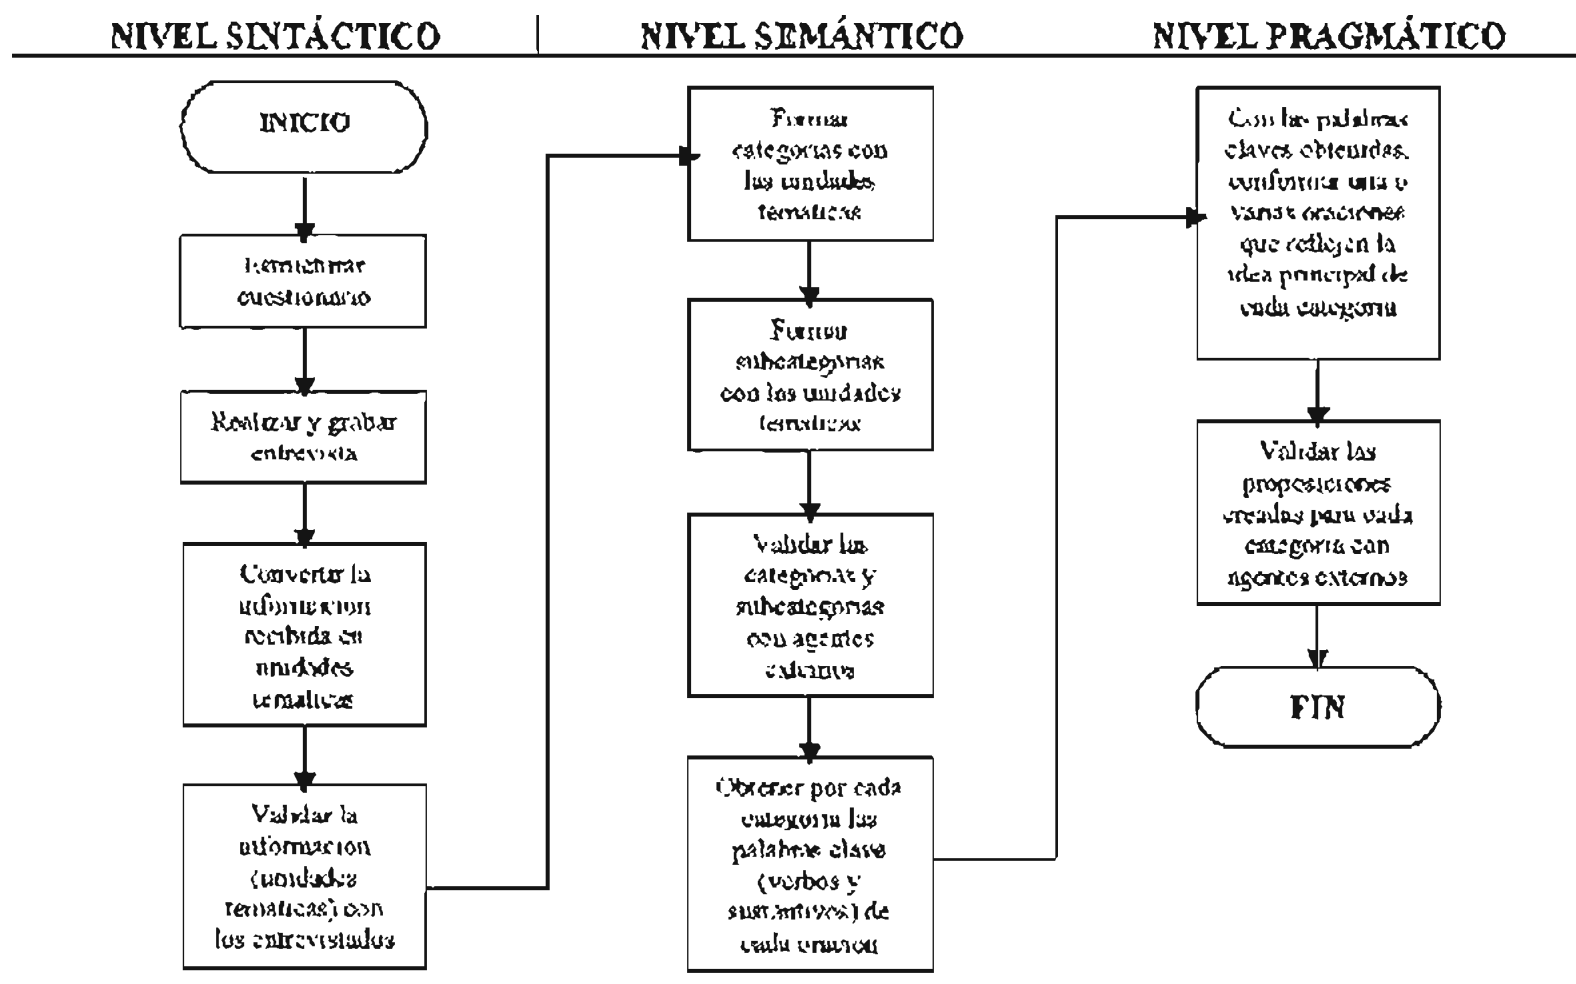 NIVEL SINTÁCTICO
NIVEL SEMÁNTICO
NIVEL PRAGMÁTICO
INICIO
cuestionario
Realizar y grabar
entrevista
Convertir la
información
recibida en
unidades
temáticas
Validar la
información
(unidades
temáticas) con
los entrevistados
Formar
categorías con
las unidades
temáticas
Formar
subcategorías
con las unidades
temáticas
Validar las
categorías y
subcategorías
con agentes
externos
Obtener por cada
categoría las
palabras clave
(verbos y
sustantivos) de
cada oración
Con las palabras
claves obtenidas,
conformar una o
varias oraciones
que reflejen la
idea principal de
cada categoría
Validar las
proposiciones
creadas para cada
categoría con
agentes externos
FIN